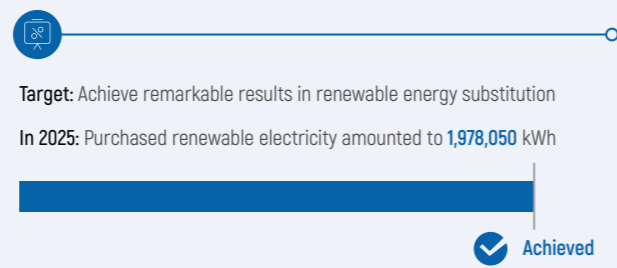 Target: Achieve remarkable results in renewable energy substitution
In 2025: Purchased renewable electricity amounted to 1,978,050 kWh
Achieved